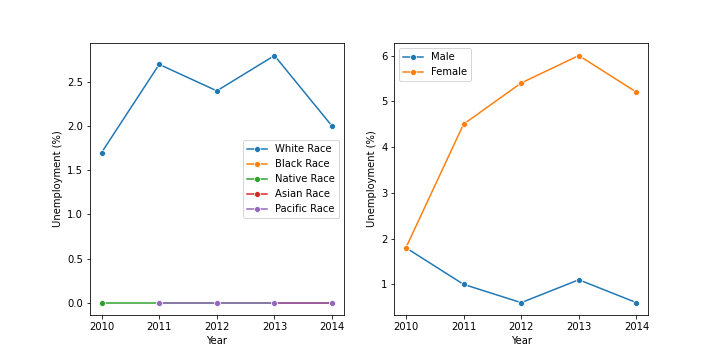 Unemployment (%)
2.5
2.0
1.5
1.0
0.5
0.0
White Race
Black Race
Native Race
Asian Race
Pacific Race
2010 2011 2012 2013 2014
Year
Unemployment (%)
6
5
4
3
2
1
Male
Female
2010 2011 2012 2013 2014
Year